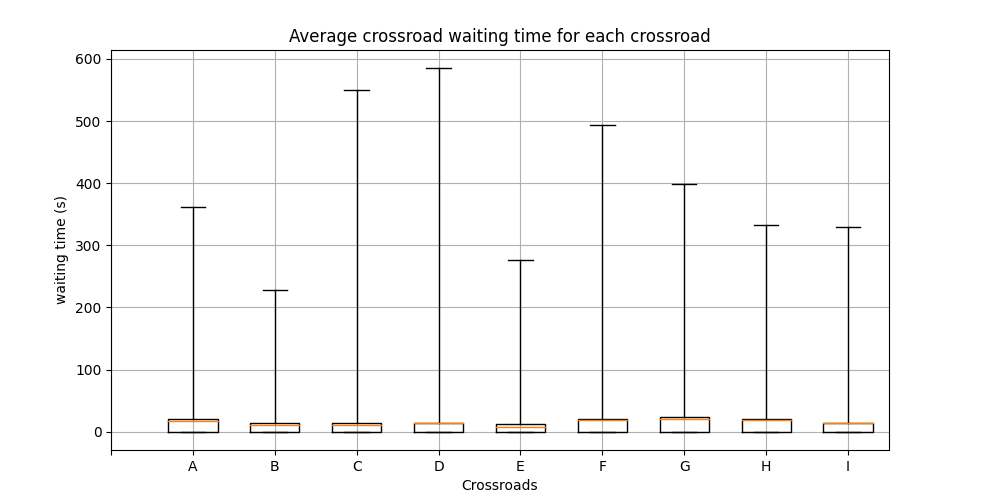 Average crossroad waiting time for each crossroad
600
500
400
300
200
100
0
waiting time (s)
A B C D E F G H I
Crossroads